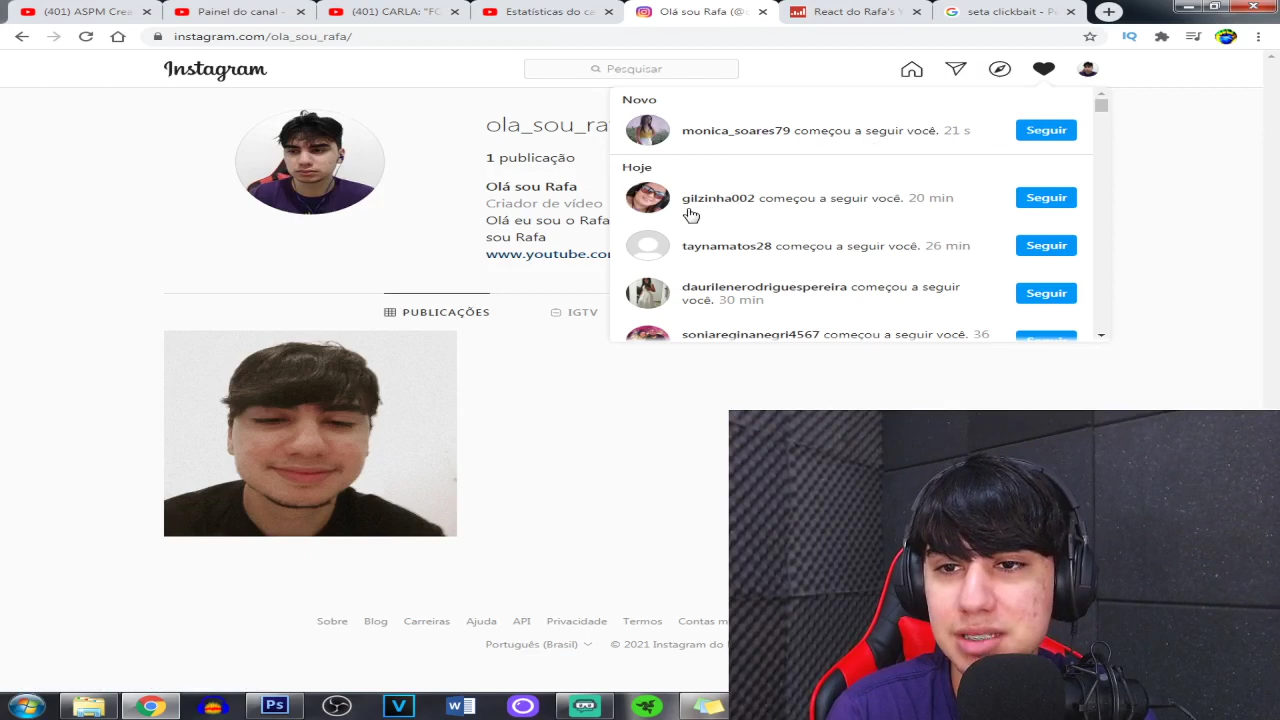 (401) ASPM Crea
Painel do canal -
(401) CARLA: "FO
Estatísticas do ca
Olá sou Rafa (@
React do Rafa's Y
seta clickbait - Pe
instagram.com/ola_sou_rafa/
IQ
Instagram
Pesquisar
ola_sou_ra
1 publicação
Olá sou Rafa
Criador de vídeo
Olá eu sou o Rafa
sou Rafa
www.youtube.co
Novo
monica_soares79 começou a seguir você. 21 s
Seguir
Hoje
gilzinha002 começou a seguir você. 20 min
Seguir
taynamatos28 começou a seguir você. 26 min
Seguir
daurilenerodriguespereira começou a seguir
você. 30 min
Seguir
soniareginanegri4567 começou a seguir você. 36
PUBLICAÇÕES
IGTV
Sobre Blog Carreiras Ajuda API Privacidade Termos Contas m
Português (Brasil) © 2021 Instagram do
Ps
V
W